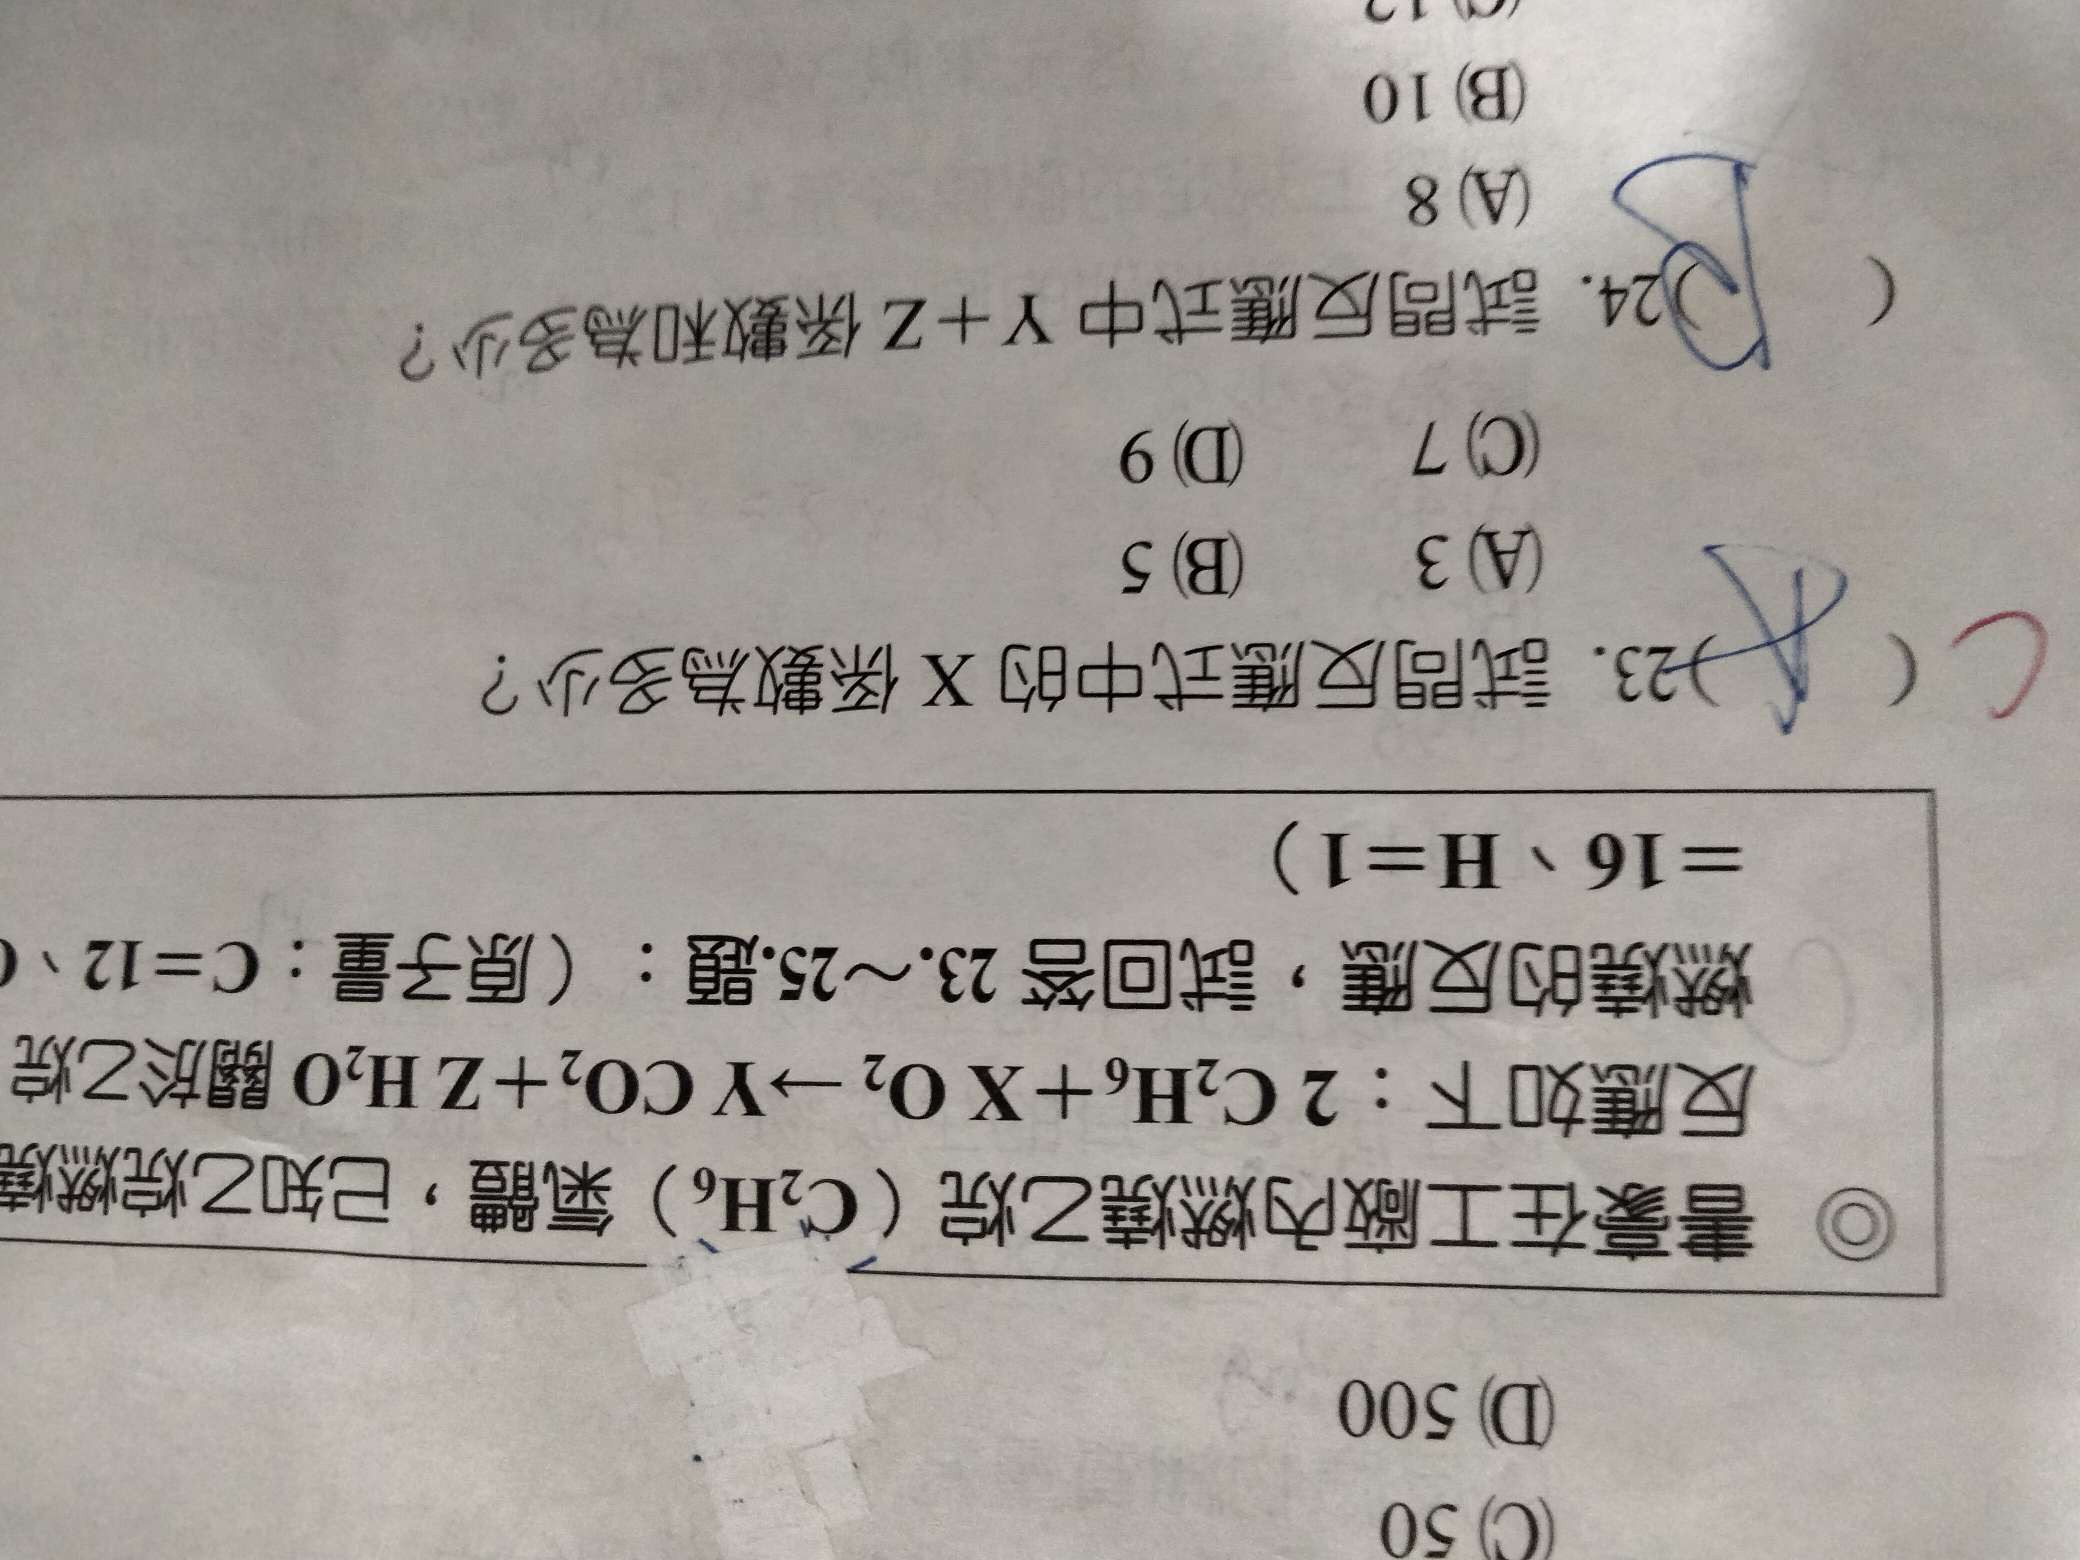 (C) 50
(D) 500
◎ 書豪在工廠內燃燒乙烷（C₂H₆）氣體，已知乙烷燃燒
反應如下：2 C₂H₆＋X O₂→Y CO₂＋Z H₂O 關於乙烷
燃燒的反應，試回答 23.～25.題：（原子量：C=12、O
=16、H=1）
C ( A ) 23. 試問反應式中的 X 係數為多少？
(A) 3 (B) 5
(C) 7 (D) 9
( B ) 24. 試問反應式中 Y＋Z 係數和為多少？
(A) 8
(B) 10
(C) 12